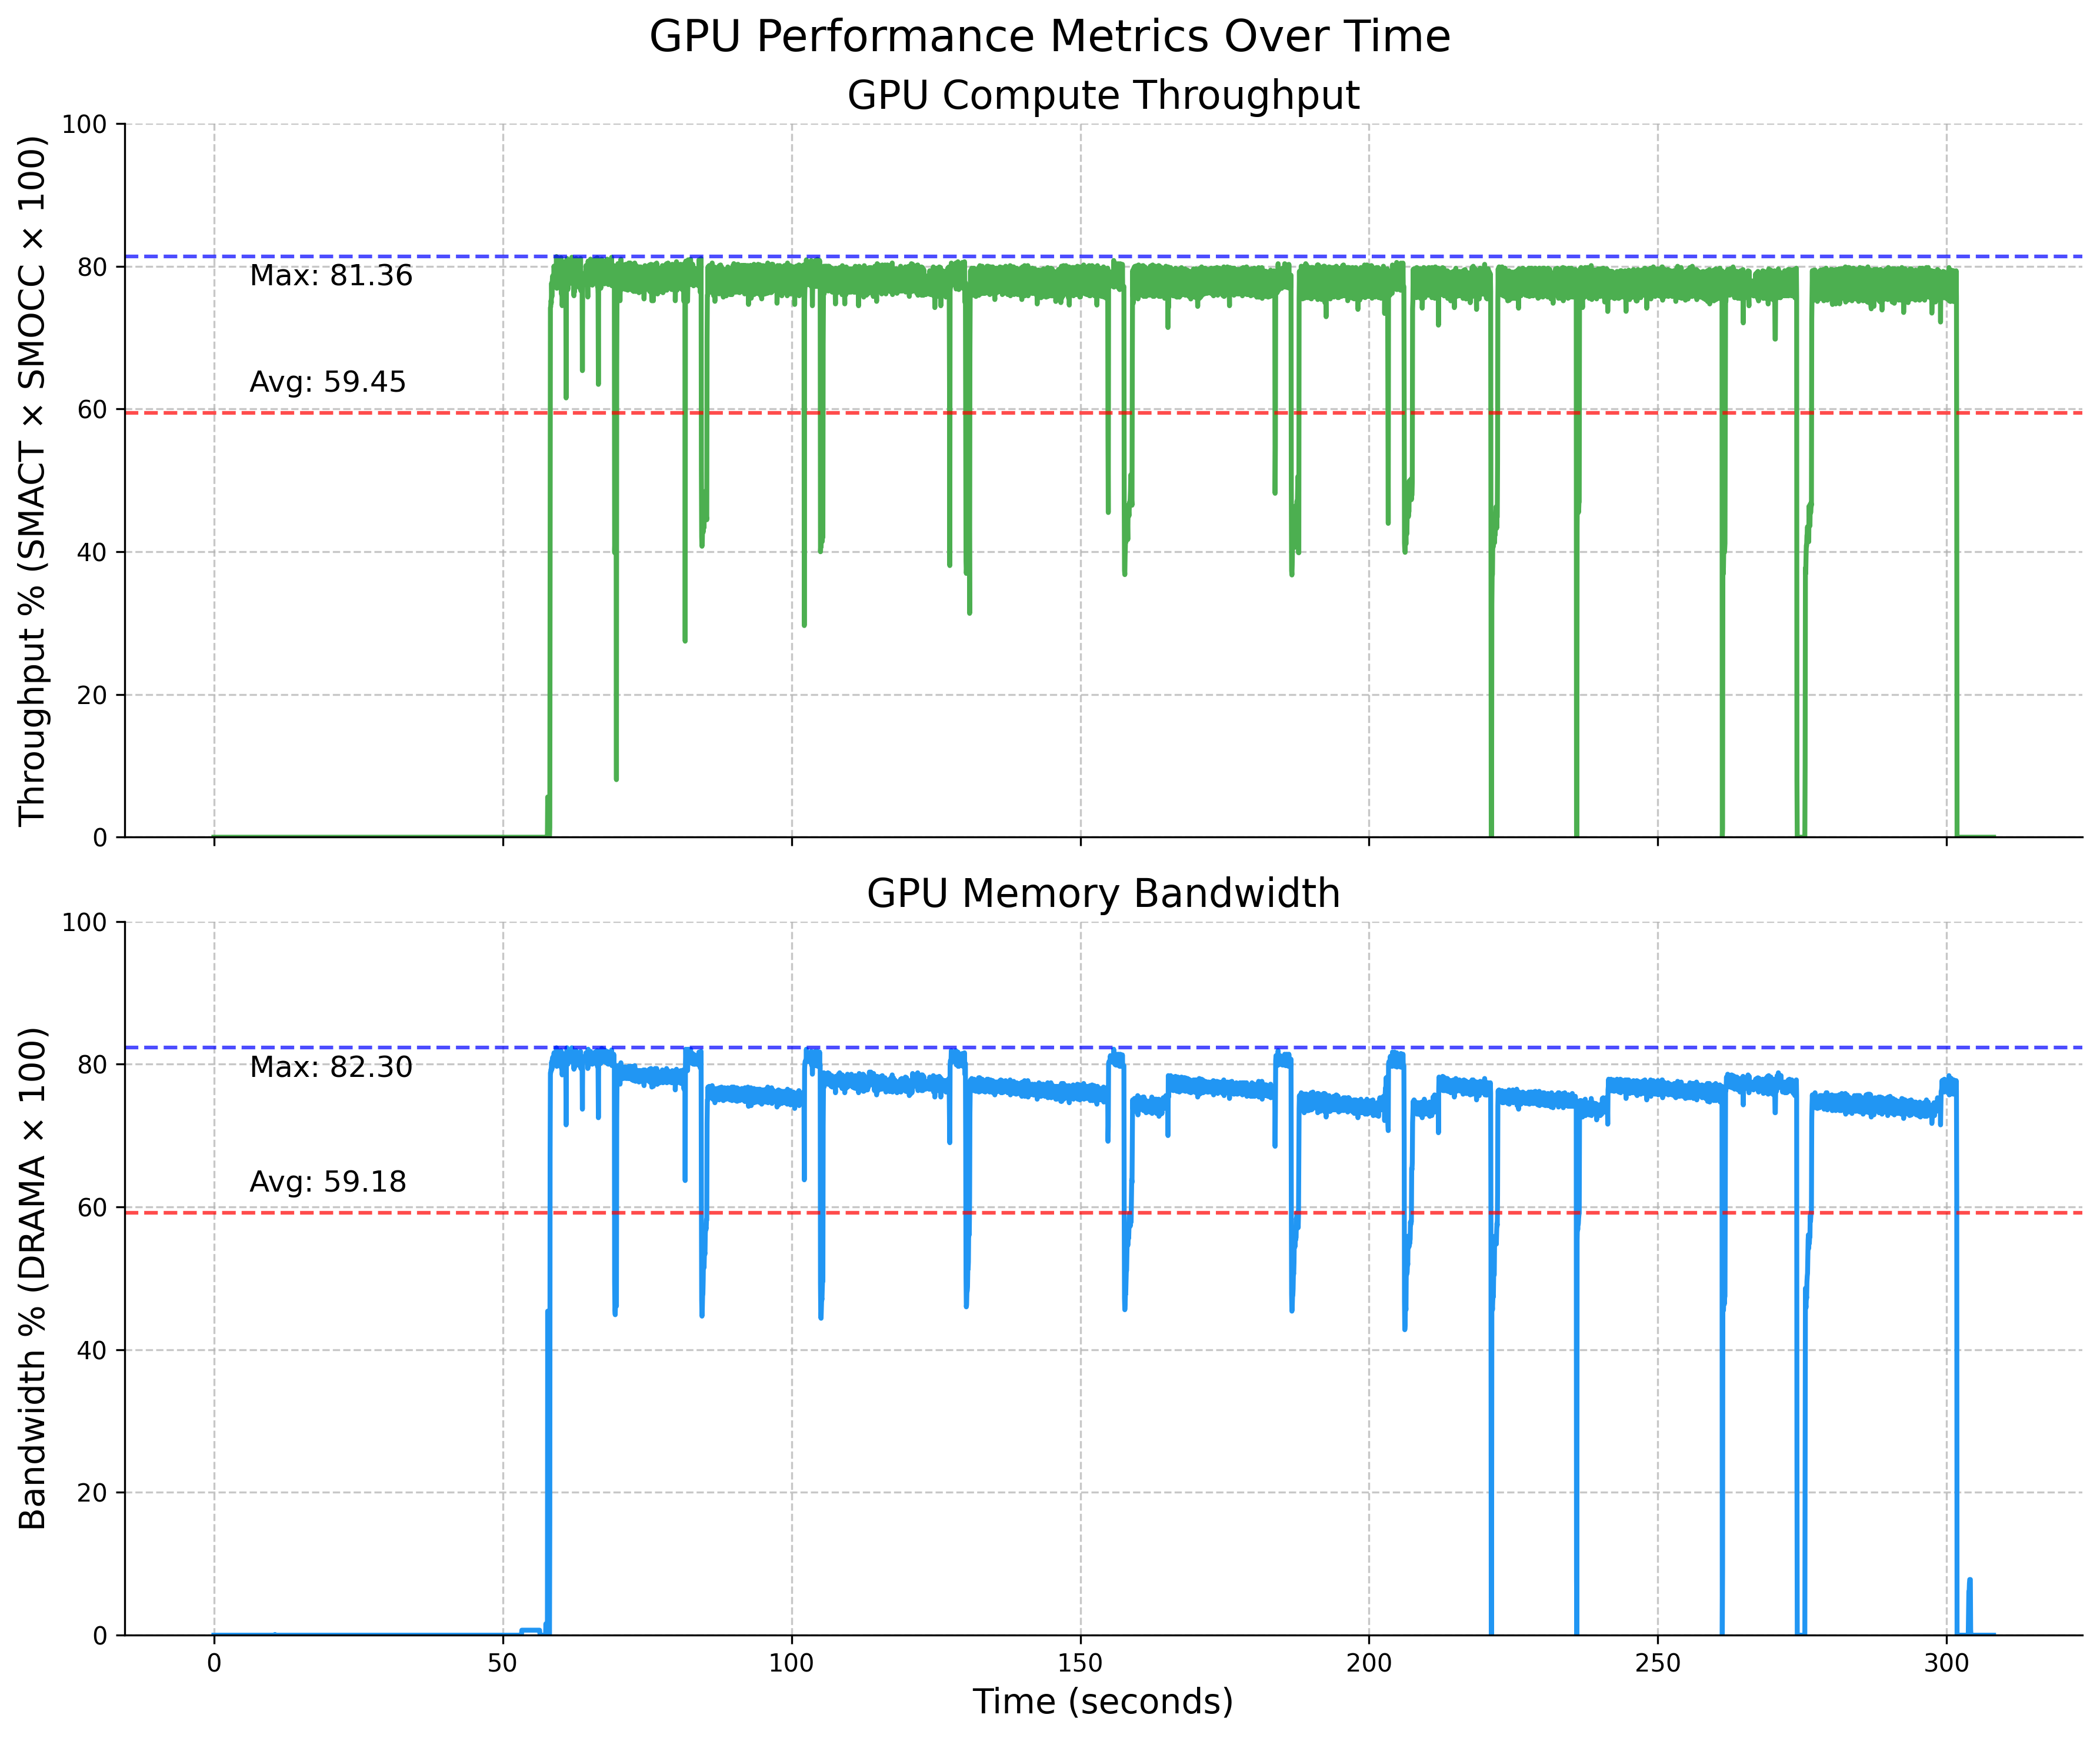 GPU Performance Metrics Over Time
GPU Compute Throughput
Throughput % (SMACT × SMOCC × 100)
100
80
60
40
20
0
Max: 81.36
Avg: 59.45
GPU Memory Bandwidth
Bandwidth % (DRAMA × 100)
100
80
60
40
20
0
Max: 82.30
Avg: 59.18
0 50 100 150 200 250 300
Time (seconds)